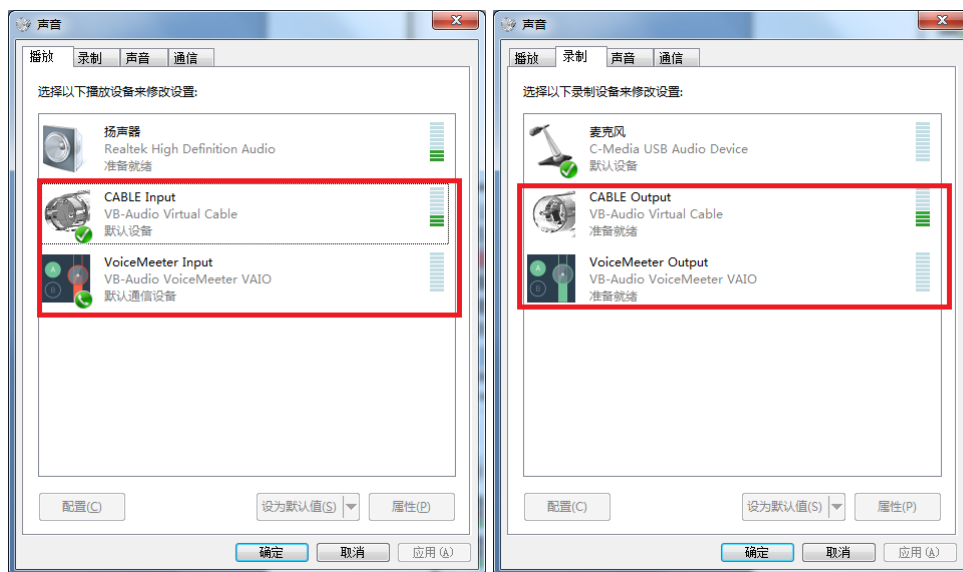 声音
播放 录制 声音 通信
选择以下播放设备来修改设置:
扬声器
Realtek High Definition Audio
准备就绪
CABLE Input
VB-Audio Virtual Cable
默认设备
VoiceMeeter Input
VB-Audio VoiceMeeter VAIO
默认通信设备
A
B
配置(C) 设为默认值(S) 属性(P)
确定 取消 应用(A)
声音
播放 录制 声音 通信
选择以下录制设备来修改设置:
麦克风
C-Media USB Audio Device
默认设备
CABLE Output
VB-Audio Virtual Cable
准备就绪
VoiceMeeter Output
VB-Audio VoiceMeeter VAIO
准备就绪
A
B
配置(C) 设为默认值(S) 属性(P)
确定 取消 应用(A)